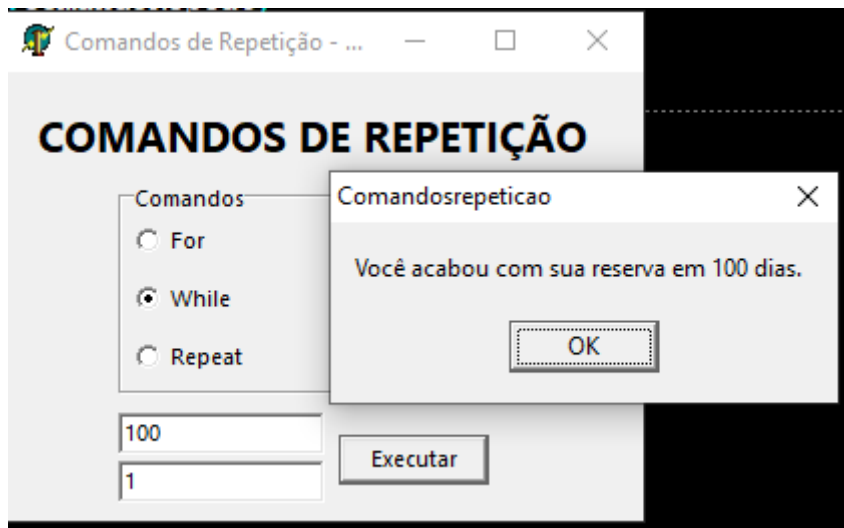 Comandos de Repetição - ...
COMANDOS DE REPETIÇÃO
Comandos
For
While
Repeat
100
1
Executar
Comandosrepeticao
Você acabou com sua reserva em 100 dias.
OK